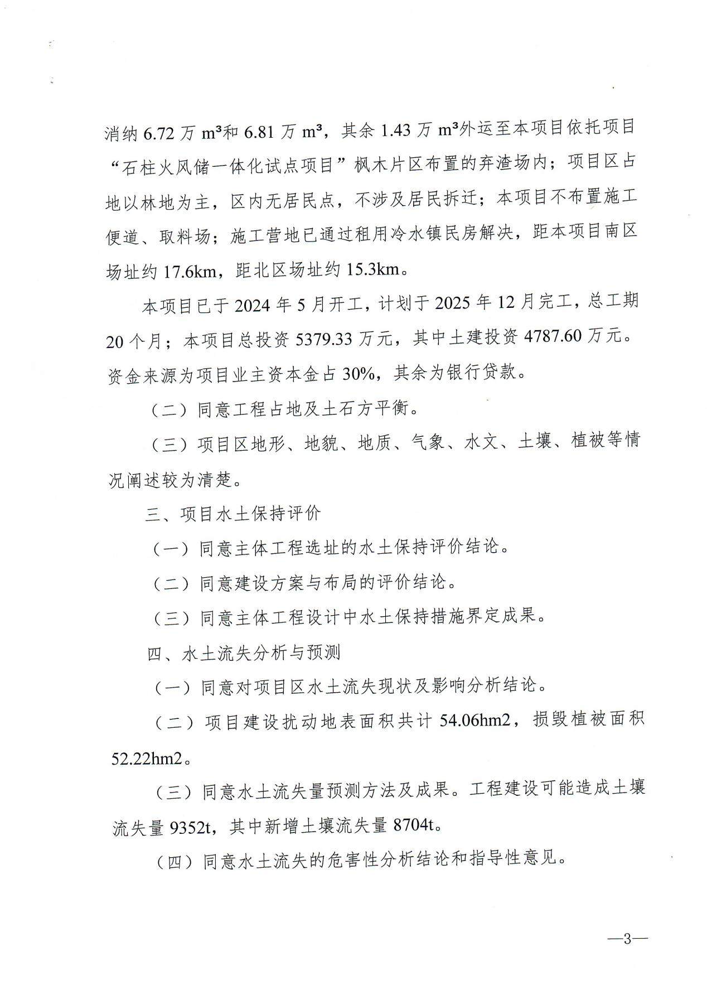 消纳 6.72 万 m³和 6.81 万 m³，其余 1.43 万 m³外运至本项目依托项目
“石柱火风储一体化试点项目”枫木片区布置的弃渣场内；项目区占
地以林地为主，区内无居民点，不涉及居民拆迁；本项目不布置施工
便道、取料场；施工营地已通过租用冷水镇民房解决，距本项目南区
场址约 17.6km，距北区场址约 15.3km。
本项目已于 2024 年 5 月开工，计划于 2025 年 12 月完工，总工期
20 个月；本项目总投资 5379.33 万元，其中土建投资 4787.60 万元。
资金来源为项目业主资本金占 30%，其余为银行贷款。
（二）同意工程占地及土石方平衡。
（三）项目区地形、地貌、地质、气象、水文、土壤、植被等情
况阐述较为清楚。
三、项目水土保持评价
（一）同意主体工程选址的水土保持评价结论。
（二）同意建设方案与布局的评价结论。
（三）同意主体工程设计中水土保持措施界定成果。
四、水土流失分析与预测
（一）同意对项目区水土流失现状及影响分析结论。
（二）项目建设扰动地表面积共计 54.06hm2，损毁植被面积
52.22hm2。
（三）同意水土流失量预测方法及成果。工程建设可能造成土壤
流失量 9352t，其中新增土壤流失量 8704t。
（四）同意水土流失的危害性分析结论和指导性意见。
—3—